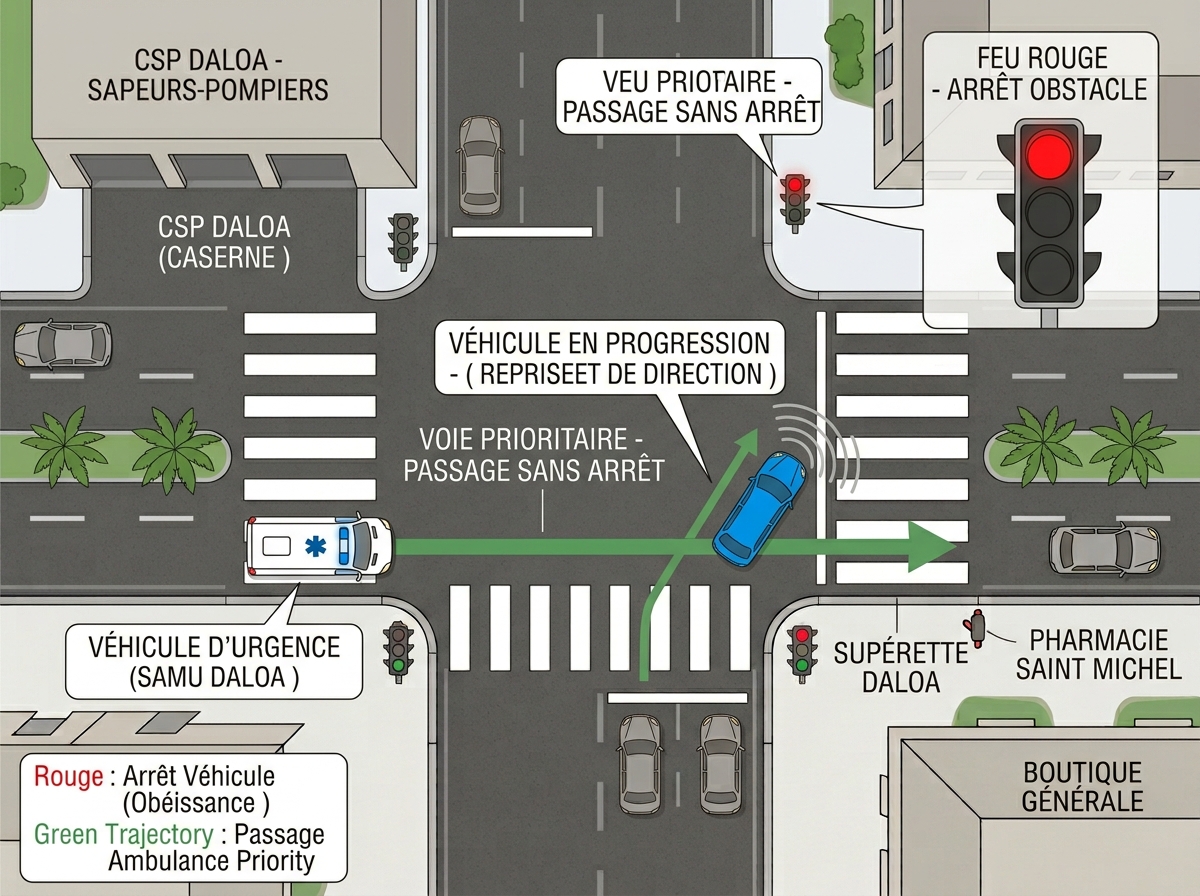 CSP DALOA -
SAPEURS-POMPIERS
VEU PRIOTAIRE -
PASSAGE SANS ARRÊT
FEU ROUGE
- ARRÊT OBSTACLE
CSP DALOA
(CASERNE )
VÉHICULE EN PROGRESSION
- ( REPRISEET DE DIRECTION )
VOIE PRIORITAIRE -
PASSAGE SANS ARRÊT
VÉHICULE D'URGENCE
(SAMU DALOA )
SUPÉRETTE
DALOA
PHARMACIE
SAINT MICHEL
Rouge : Arrêt Véhicule
(Obéissance )
Green Trajectory : Passage
Ambulance Priority
BOUTIQUE
GÉNÉRALE